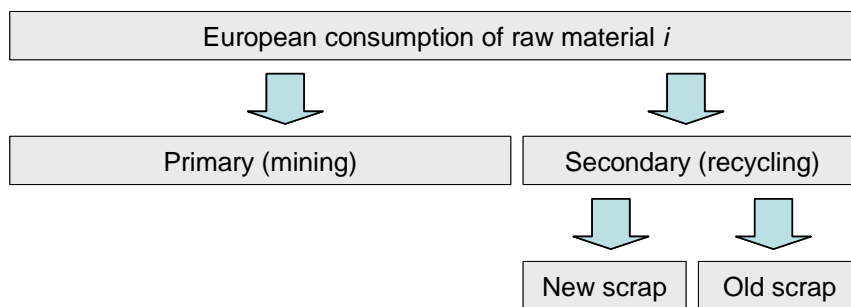 European consumption of raw material i
Primary (mining)
Secondary (recycling)
New scrap
Old scrap